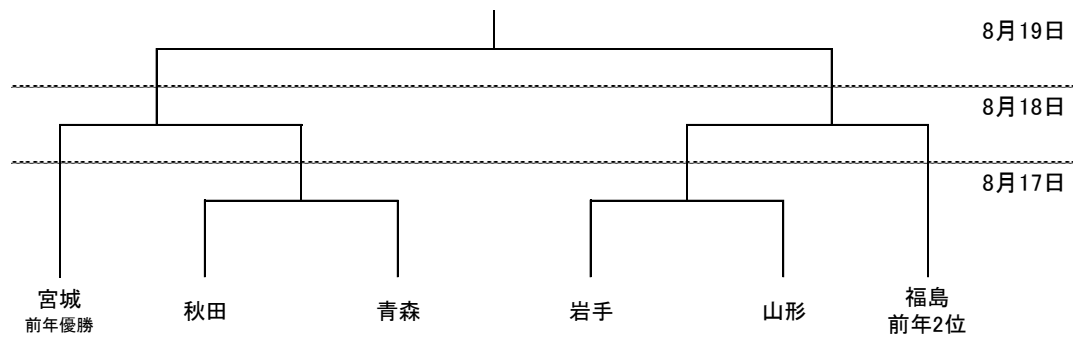 8月19日
8月18日
8月17日
宮城
前年優勝
秋田
青森
岩手
山形
福島
前年2位